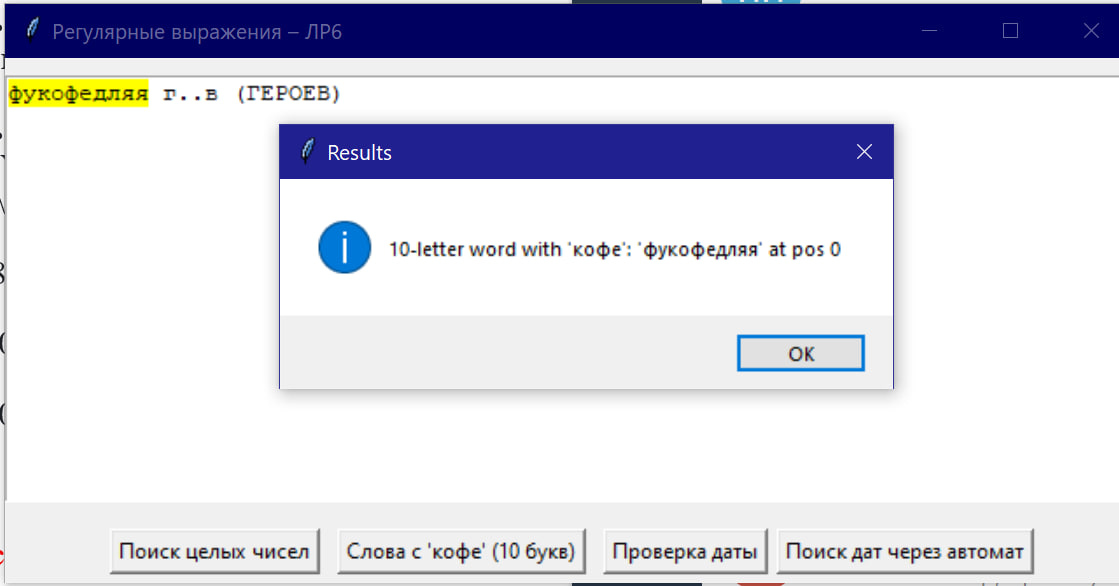 Регулярные выражения – ЛР6
фукофедляя г..в (ГЕРОЕВ)
Results
10-letter word with 'кофе': 'фукофедляя' at pos 0
OK
Поиск целых чисел
Слова с 'кофе' (10 букв)
Проверка даты
Поиск дат через автомат